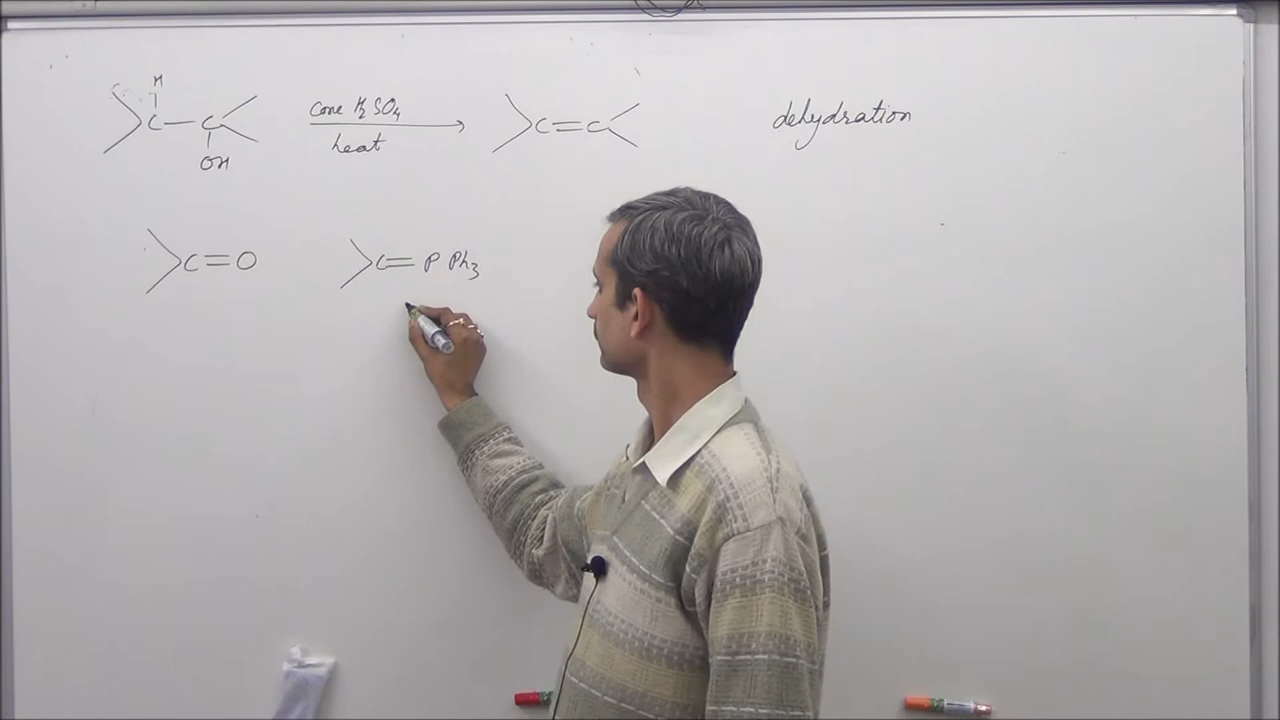 H
C — C conc H2SO4 C = C dehydration
heat
OH
C = O C = P Ph3